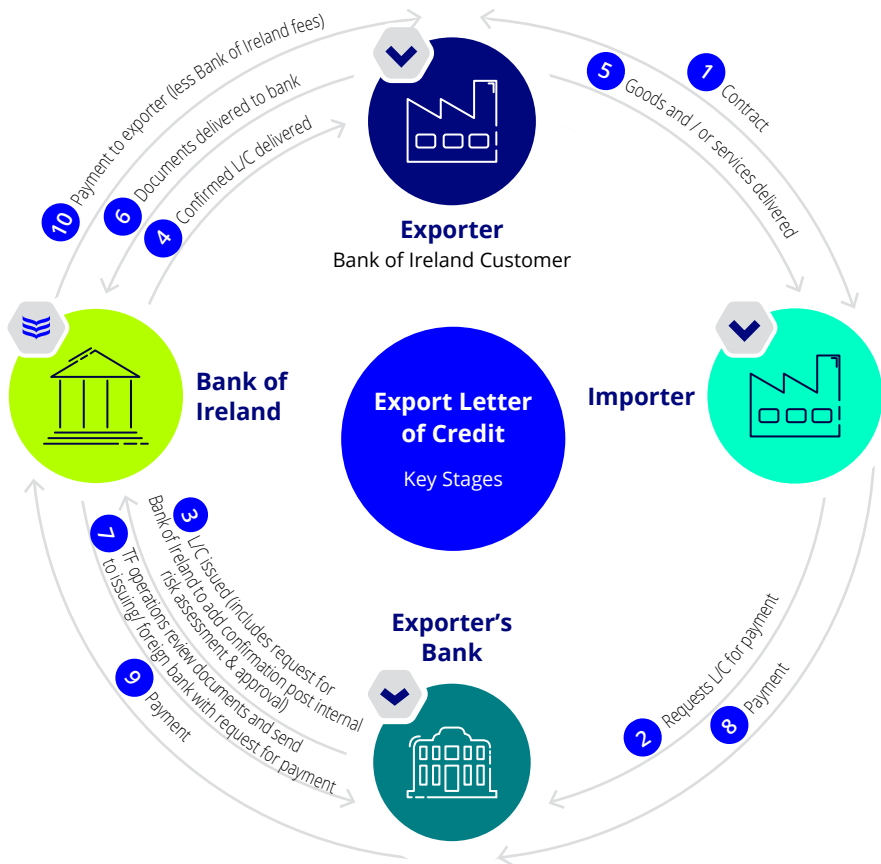 1 Contract
5 Goods and / or services delivered
10 Payment to exporter (less Bank of Ireland fees)
6 Documents delivered to bank
4 Confirmed L/C delivered
Exporter
Bank of Ireland Customer
Bank of
Ireland
Export Letter
of Credit
Key Stages
Importer
3 L/C issued (includes request for
Bank of Ireland to add confirmation post internal
risk assessment & approval)
7 TF operations review documents and send
to issuing/ foreign bank with request for payment
9 Payment
Exporter’s
Bank
2 Requests L/C for payment
8 Payment